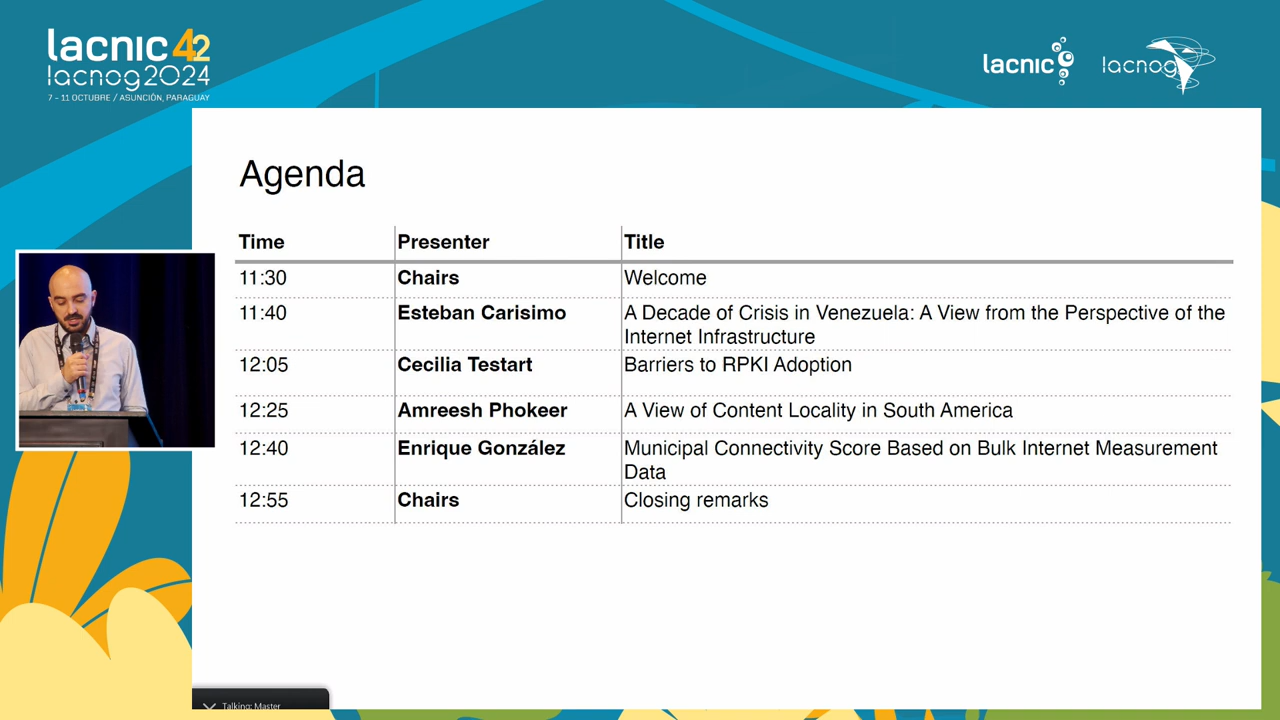 lacnic 42
lacnog2024
7 - 11 OCTUBRE / ASUNCIÓN, PARAGUAY
lacnic
lacnog
Agenda
Time Presenter Title
11:30 Chairs Welcome
11:40 Esteban Carisimo A Decade of Crisis in Venezuela: A View from the Perspective of the
Internet Infrastructure
12:05 Cecilia Testart Barriers to RPKI Adoption
12:25 Amreesh Phokeer A View of Content Locality in South America
12:40 Enrique González Municipal Connectivity Score Based on Bulk Internet Measurement
Data
12:55 Chairs Closing remarks
Talking: Master